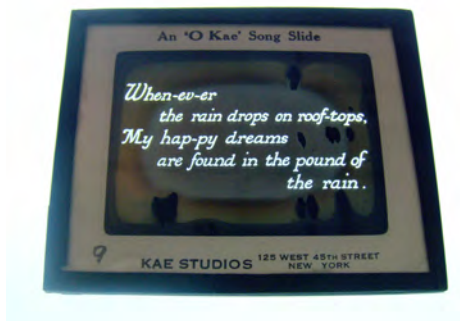 An 'O Kae' Song Slide
When-ev-er
the rain drops on roof-tops,
My hap-py dreams
are found in the pound of
the rain.
9
KAE STUDIOS 125 WEST 45TH STREET
NEW YORK